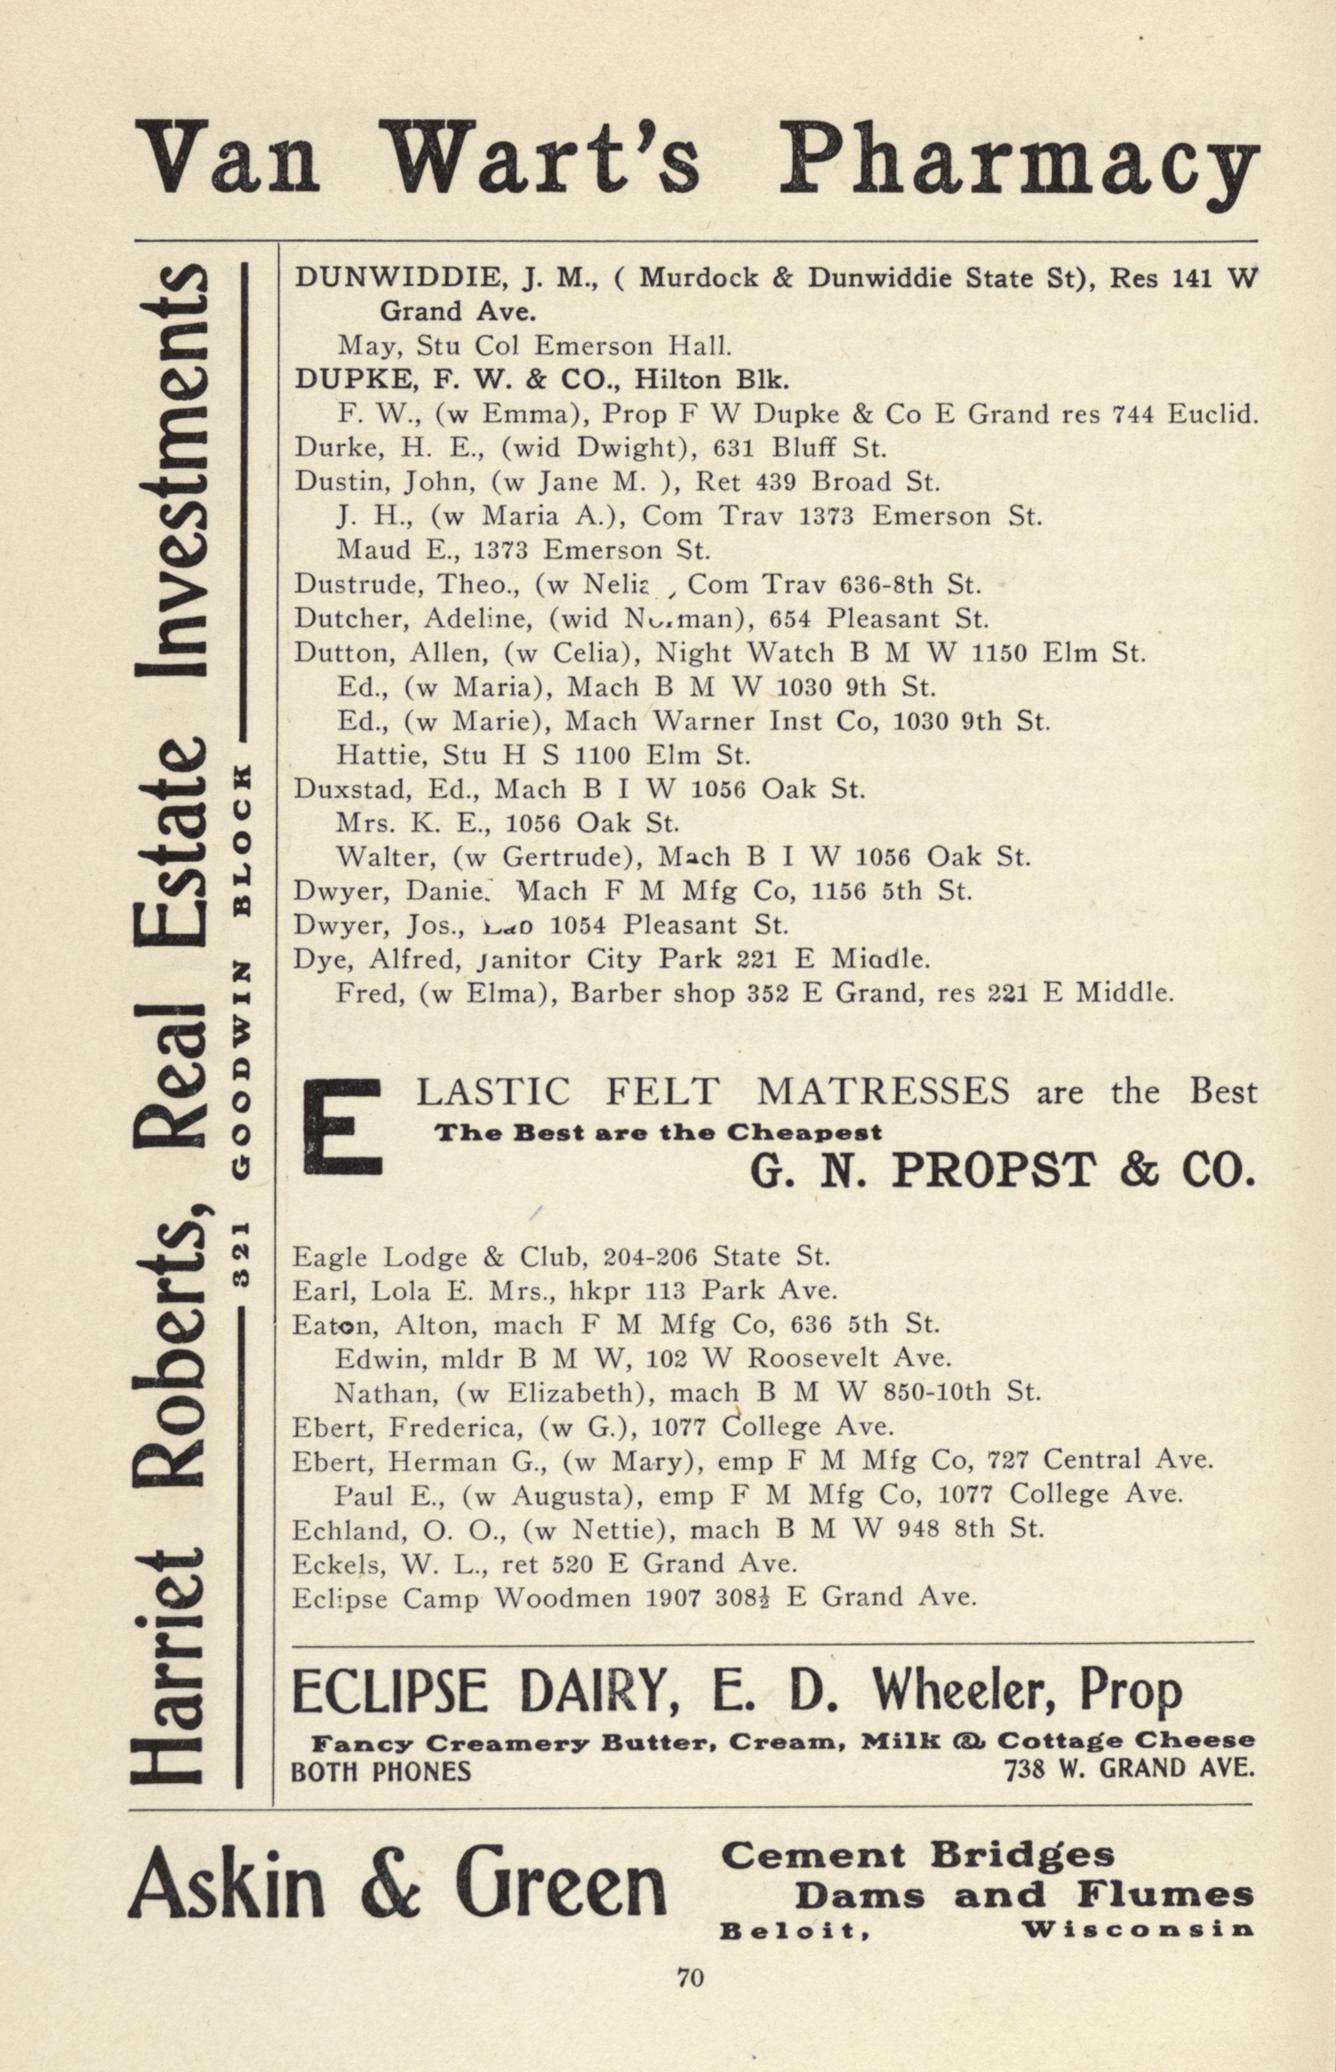 Van Wart's Pharmacy
Harriet Roberts, Real Estate Investments
321 GOODWIN BLOCK
DUNWIDDIE, J. M., ( Murdock & Dunwiddie State St), Res 141 W
Grand Ave.
May, Stu Col Emerson Hall.
DUPKE, F. W. & CO., Hilton Blk.
F. W., (w Emma), Prop F W Dupke & Co E Grand res 744 Euclid.
Durke, H. E., (wid Dwight), 631 Bluff St.
Dustin, John, (w Jane M. ), Ret 439 Broad St.
J. H., (w Maria A.), Com Trav 1373 Emerson St.
Maud E., 1373 Emerson St.
Dustrude, Theo., (w Nelia , Com Trav 636-8th St.
Dutcher, Adeline, (wid Norman), 654 Pleasant St.
Dutton, Allen, (w Celia), Night Watch B M W 1150 Elm St.
Ed., (w Maria), Mach B M W 1030 9th St.
Ed., (w Marie), Mach Warner Inst Co, 1030 9th St.
Hattie, Stu H S 1100 Elm St.
Duxstad, Ed., Mach B I W 1056 Oak St.
Mrs. K. E., 1056 Oak St.
Walter, (w Gertrude), Mach B I W 1056 Oak St.
Dwyer, Daniel Mach F M Mfg Co, 1156 5th St.
Dwyer, Jos., Lab 1054 Pleasant St.
Dye, Alfred, Janitor City Park 221 E Middle.
Fred, (w Elma), Barber shop 352 E Grand, res 221 E Middle.
ELASTIC FELT MATRESSES are the Best
The Best are the Cheapest
G. N. PROPST & CO.
Eagle Lodge & Club, 204-206 State St.
Earl, Lola E. Mrs., hkpr 113 Park Ave.
Eaton, Alton, mach F M Mfg Co, 636 5th St.
Edwin, mldr B M W, 102 W Roosevelt Ave.
Nathan, (w Elizabeth), mach B M W 850-10th St.
Ebert, Frederica, (w G.), 1077 College Ave.
Ebert, Herman G., (w Mary), emp F M Mfg Co, 727 Central Ave.
Paul E., (w Augusta), emp F M Mfg Co, 1077 College Ave.
Echland, O. O., (w Nettie), mach B M W 948 8th St.
Eckels, W. L., ret 520 E Grand Ave.
Eclipse Camp Woodmen 1907 308½ E Grand Ave.
ECLIPSE DAIRY, E. D. Wheeler, Prop
Fancy Creamery Butter, Cream, Milk & Cottage Cheese
BOTH PHONES 738 W. GRAND AVE.
Askin & Green
Cement Bridges
Dams and Flumes
Beloit, Wisconsin
70